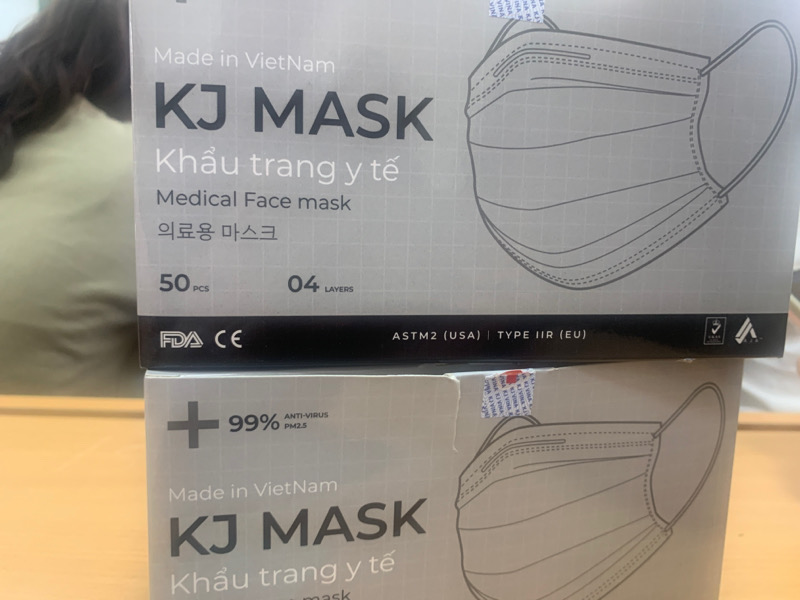 Made in VietNam
KJ MASK
Khẩu trang y tế
Medical Face mask
의료용 마스크
50 PCS 04 LAYERS
FDA CE ASTM2 (USA) | TYPE IIR (EU)
99% ANTI-VIRUS
PM2.5
Made in VietNam
KJ MASK
Khẩu trang y tế
mask